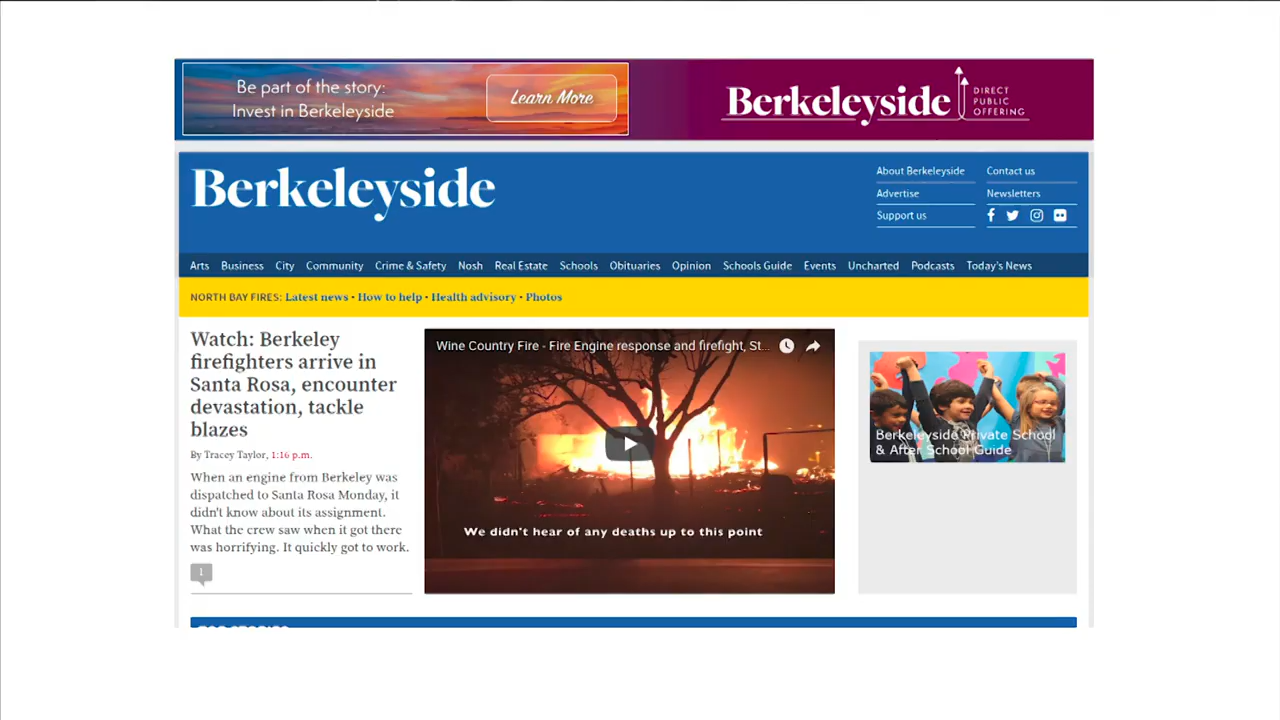 Be part of the story:
Invest in Berkeleyside
Learn More
Berkeleyside
DIRECT
PUBLIC
OFFERING
Berkeleyside
About Berkeleyside
Contact us
Advertise
Newsletters
Support us
Arts Business City Community Crime & Safety Nosh Real Estate Schools Obituaries Opinion Schools Guide Events Uncharted Podcasts Today's News
NORTH BAY FIRES: Latest news • How to help • Health advisory • Photos
Watch: Berkeley
firefighters arrive in
Santa Rosa, encounter
devastation, tackle
blazes
By Tracey Taylor, 1:16 p.m.
When an engine from Berkeley was
dispatched to Santa Rosa Monday, it
didn't know about its assignment.
What the crew saw when it got there
was horrifying. It quickly got to work.
1
Wine Country Fire - Fire Engine response and firefight, St...
We didn't hear of any deaths up to this point
Berkeleyside Private School
& After School Guide
TOP STORIES